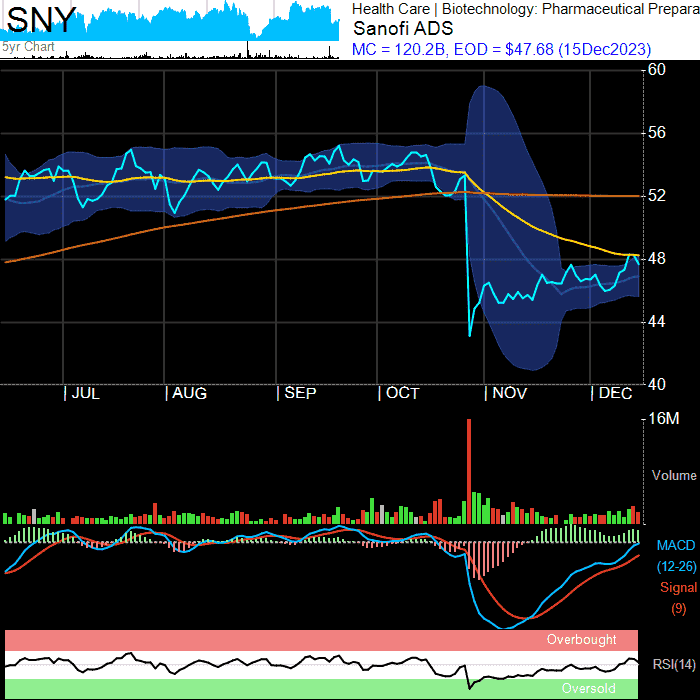 SNY
5yr Chart
Health Care | Biotechnology: Pharmaceutical Prepara
Sanofi ADS
MC = 120.2B, EOD = $47.68 (15Dec2023)
60
56
52
48
44
40
| JUL | AUG | SEP | OCT | NOV | DEC
16M
Volume
MACD
(12-26)
Signal
(9)
Overbought
RSI(14)
Oversold